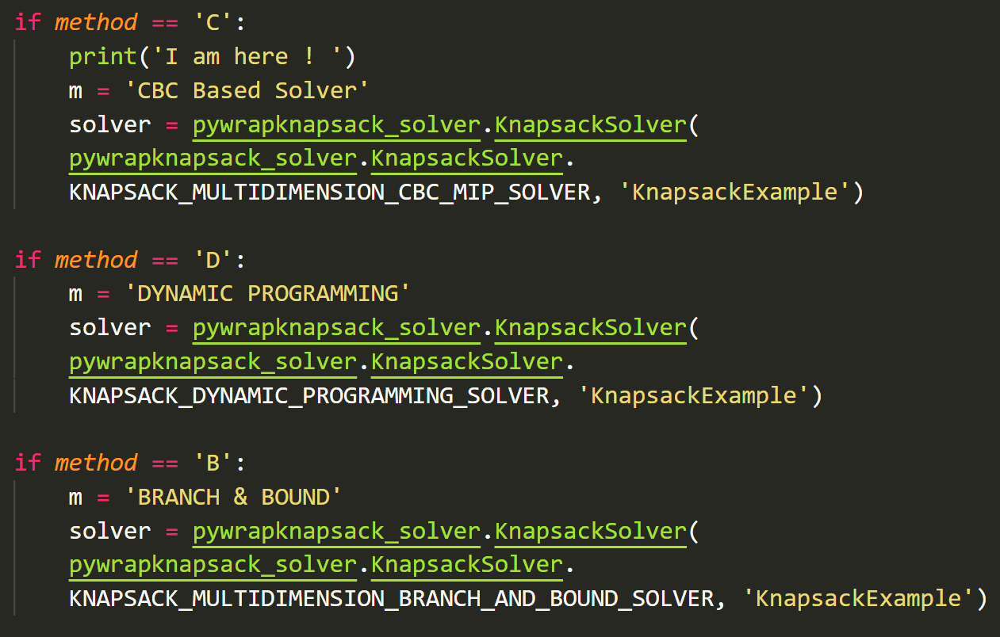 if method == 'C':
print('I am here ! ')
m = 'CBC Based Solver'
solver = pywrapknapsack_solver.KnapsackSolver(
pywrapknapsack_solver.KnapsackSolver.
KNAPSACK_MULTIDIMENSION_CBC_MIP_SOLVER, 'KnapsackExample')
if method == 'D':
m = 'DYNAMIC PROGRAMMING'
solver = pywrapknapsack_solver.KnapsackSolver(
pywrapknapsack_solver.KnapsackSolver.
KNAPSACK_DYNAMIC_PROGRAMMING_SOLVER, 'KnapsackExample')
if method == 'B':
m = 'BRANCH & BOUND'
solver = pywrapknapsack_solver.KnapsackSolver(
pywrapknapsack_solver.KnapsackSolver.
KNAPSACK_MULTIDIMENSION_BRANCH_AND_BOUND_SOLVER, 'KnapsackExample')